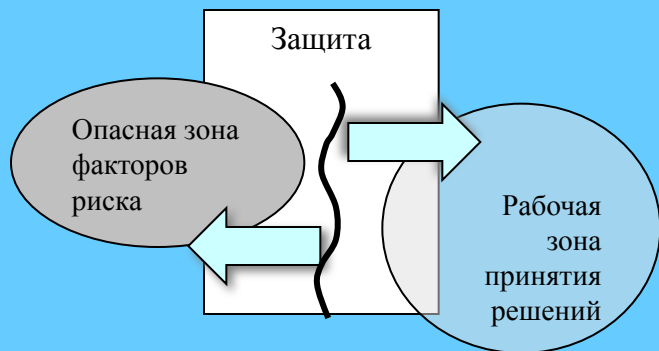 Защита
Опасная зона
факторов
риска
Рабочая
зона
принятия
решений